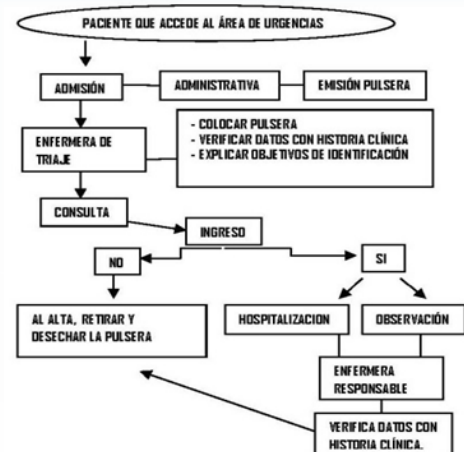 PACIENTE QUE ACCEDE AL ÁREA DE URGENCIAS
ADMISIÓN
ADMINISTRATIVA
EMISIÓN PULSERA
ENFERMERA DE
TRIAJE
- COLOCAR PULSERA
- VERIFICAR DATOS CON HISTORIA CLÍNICA
- EXPLICAR OBJETIVOS DE IDENTIFICACIÓN
CONSULTA
INGRESO
NO
SI
AL ALTA, RETIRAR Y
DESECHAR LA PULSERA
HOSPITALIZACION
OBSERVACIÓN
ENFERMERA
RESPONSABLE
VERIFICA DATOS CON
HISTORIA CLÍNICA.